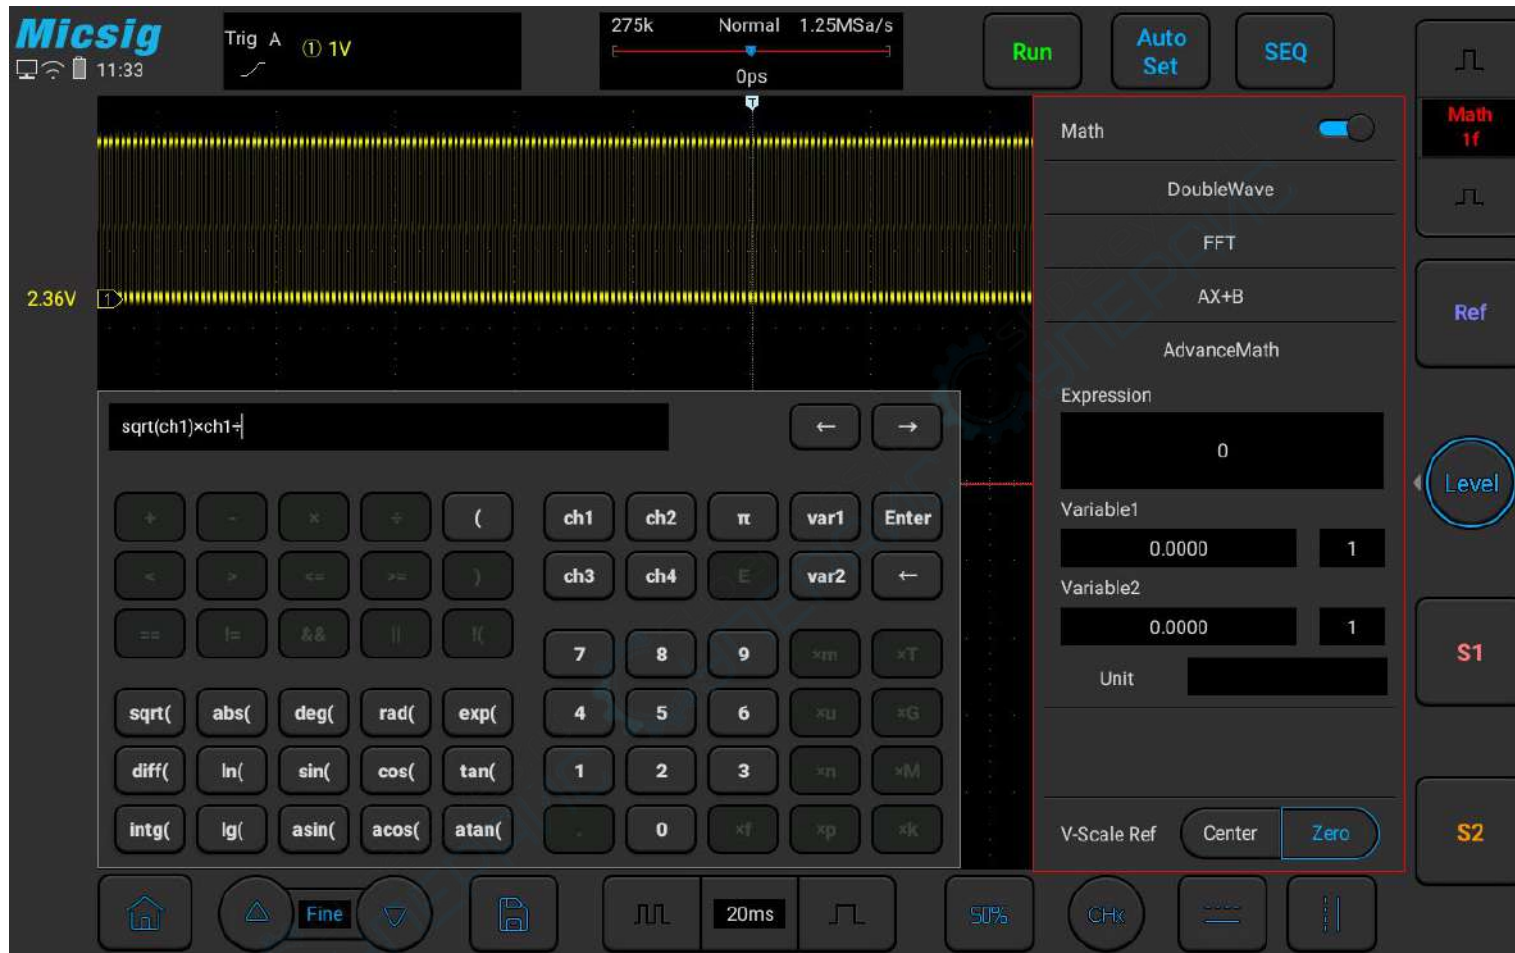 Micsig
11:33
Trig A
① 1V
275k Normal 1.25MSa/s
0ps
Run
Auto
Set
SEQ
T
Math
1f
Math
DoubleWave
FFT
AX+B
AdvanceMath
Expression
0
Variable1
0.0000 1
Variable2
0.0000 1
Unit
V-Scale Ref Center Zero
2.36V 1
sqrt(ch1)×ch1÷
← →
+ - × ÷ ( ch1 ch2 π var1 Enter
< > <= >= ) ch3 ch4 E var2 ←
== != && || !(
7 8 9 ×m ×T
sqrt( abs( deg( rad( exp( 4 5 6 ×u ×G
diff( ln( sin( cos( tan( 1 2 3 ×n ×M
intg( lg( asin( acos( atan( . 0 ×f ×p ×k
Ref
Level
S1
S2
Fine
20ms
50%
CHx